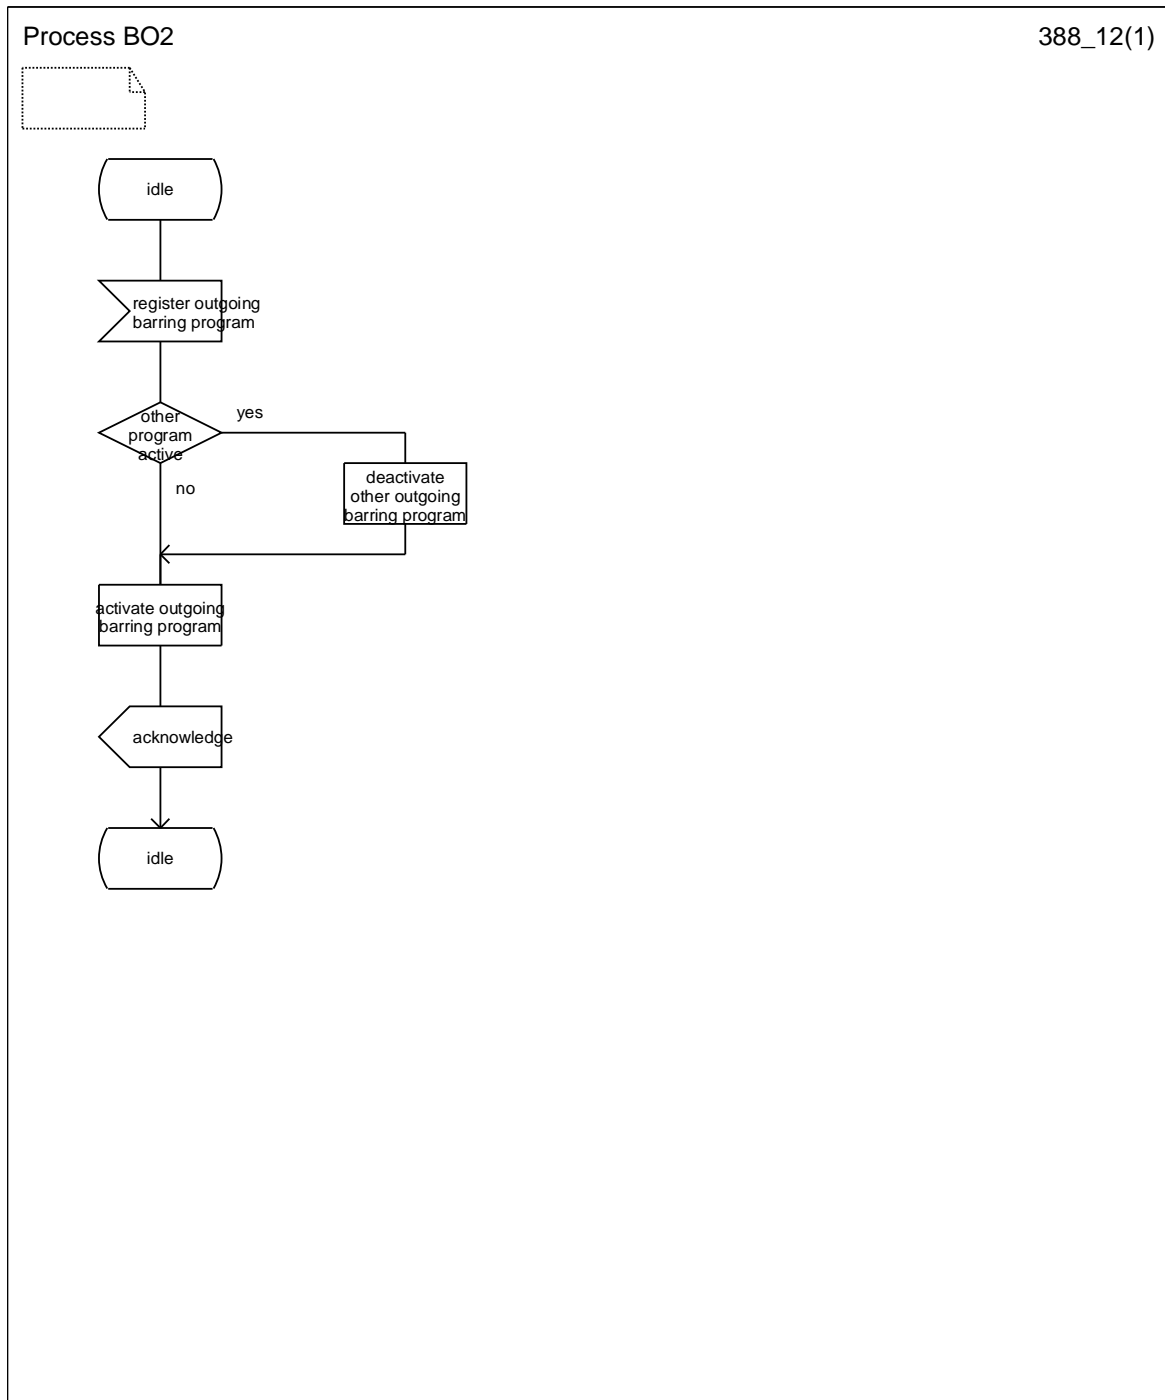 Process BO2
388_12(1)
idle
register outgoing
barring program
other
program
active
yes
no
deactivate
other outgoing
barring program
activate outgoing
barring program
acknowledge
idle